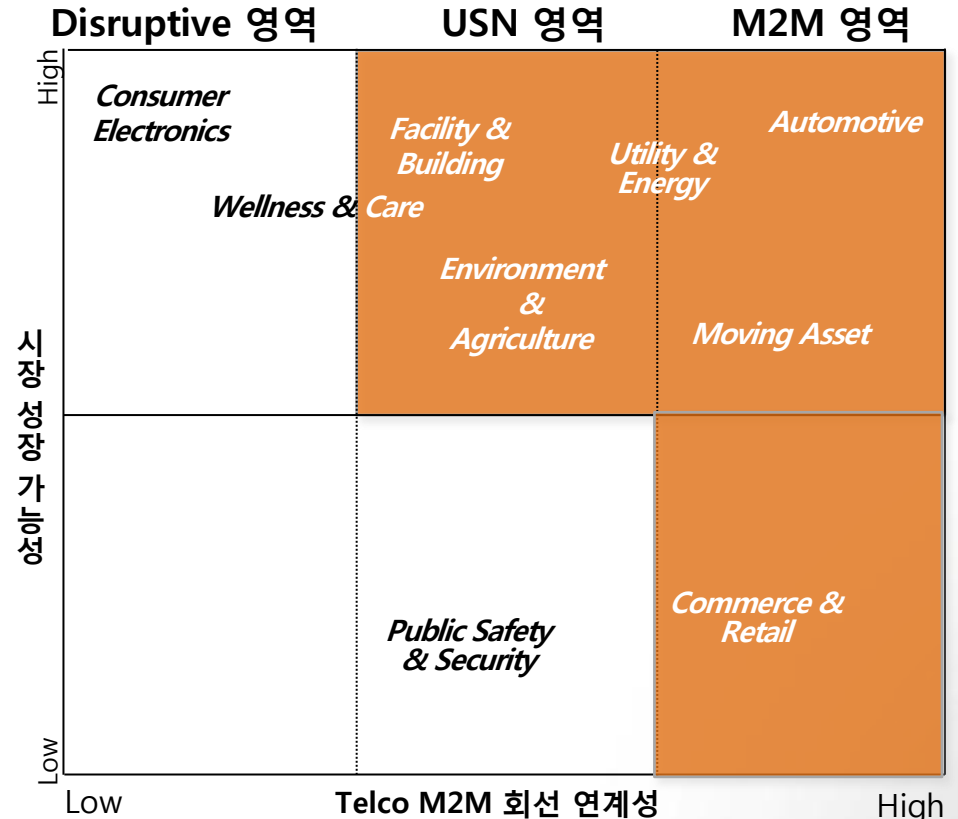 Disruptive 영역
USN 영역
M2M 영역
High
Consumer
Electronics
Facility &
Building
Utility &
Energy
Automotive
Wellness & Care
Environment
&
Agriculture
Moving Asset
시장 성장 가능성
Public Safety
& Security
Commerce &
Retail
Low
Low
Telco M2M 회선 연계성
High